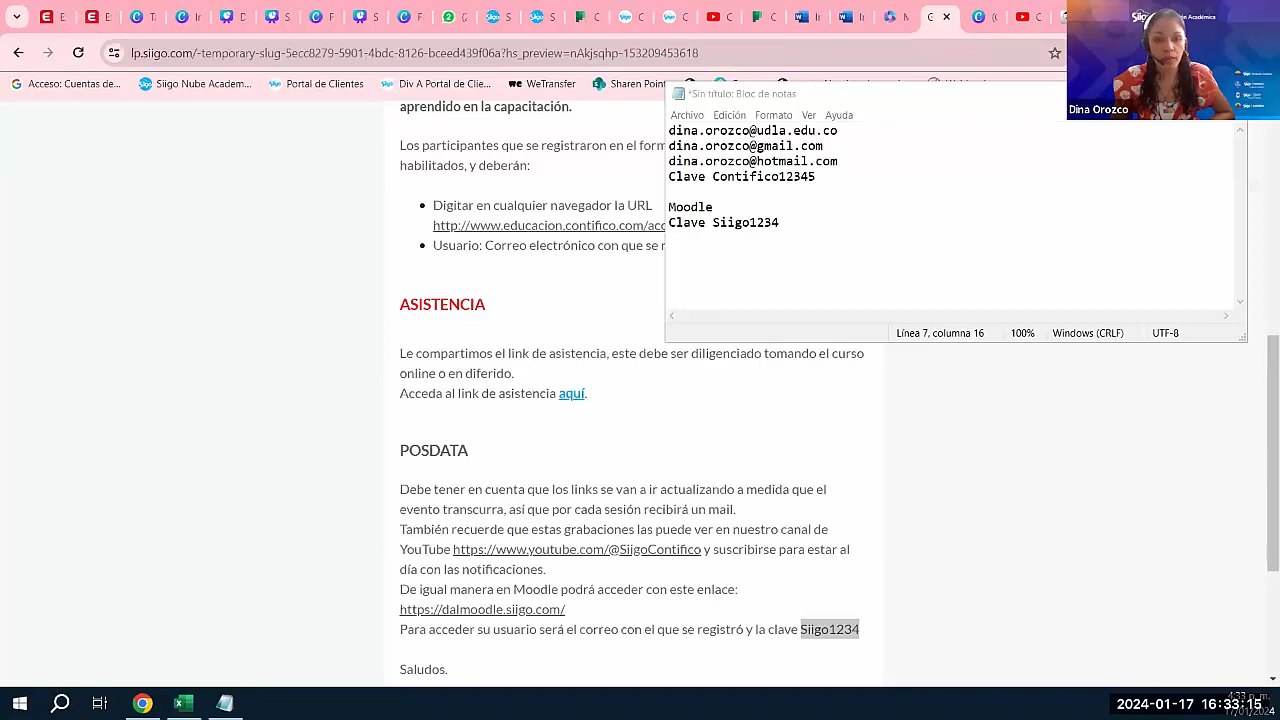 lp.siigo.com/-temporary-slug-5ecc8279-5901-4bdc-8126-bceed439f06a?hs_preview=nAkjsqhp-153209453618
Acceso: Cuentas de...
Siigo Nube Academ...
Portal de Clientes
Div A Portal de Cli...
WeTransfer
Sharen Point
Dina Orozco
*Sin título: Bloc de notas
Archivo Edición Formato Ver Ayuda
dina.orozco@udla.edu.co
dina.orozco@gmail.com
dina.orozco@hotmail.com
Clave Contifico12345
Moodle
Clave Siigo1234
Línea 7, columna 16 100% Windows (CRLF) UTF-8
aprendido en la capacitación.
Los participantes que se registraron en el form
habilitados, y deberán:
Digitar en cualquier navegador la URL
http://www.educacion.contifico.com/acc
Usuario: Correo electrónico con que se r
ASISTENCIA
Le compartimos el link de asistencia, este debe ser diligenciado tomando el curso
online o en diferido.
Acceda al link de asistencia aquí.
POSDATA
Debe tener en cuenta que los links se van a ir actualizando a medida que el
evento transcurra, así que por cada sesión recibirá un mail.
También recuerde que estas grabaciones las puede ver en nuestro canal de
YouTube https://www.youtube.com/@SiigoContifico y suscribirse para estar al
día con las notificaciones.
De igual manera en Moodle podrá acceder con este enlace:
https://dalmoodle.siigo.com/
Para acceder su usuario será el correo con el que se registró y la clave Siigo1234
Saludos.
2024-01-17 16:33:15